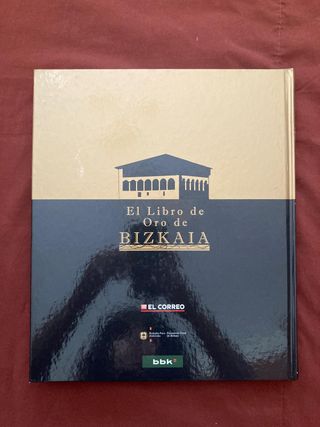 El Libro de
Oro de
BIZKAIA
EL CORREO
bbk